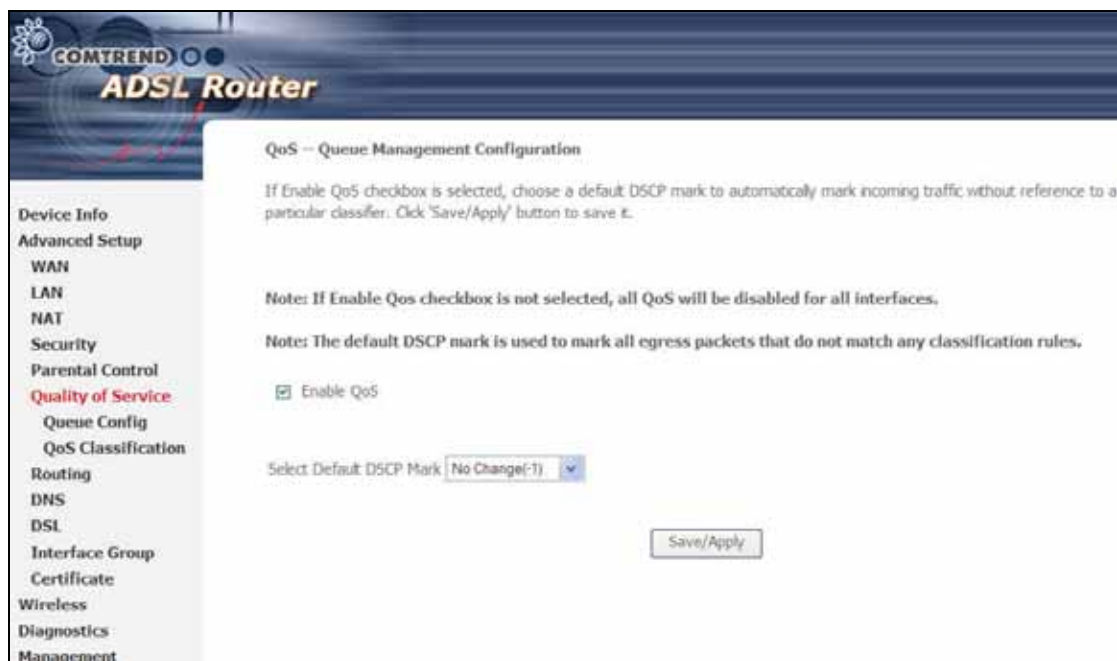 COMTREND
ADSL Router
Device Info
Advanced Setup
WAN
LAN
NAT
Security
Parental Control
Quality of Service
Queue Config
QoS Classification
Routing
DNS
DSL
Interface Group
Certificate
Wireless
Diagnostics
Management
QoS -- Queue Management Configuration
If Enable QoS checkbox is selected, choose a default DSCP mark to automatically mark incoming traffic without reference to a
particular classifier. Click 'Save/Apply' button to save it.
Note: If Enable Qos checkbox is not selected, all QoS will be disabled for all interfaces.
Note: The default DSCP mark is used to mark all egress packets that do not match any classification rules.
Enable QoS
Select Default DSCP Mark No Change(-1)
Save/Apply